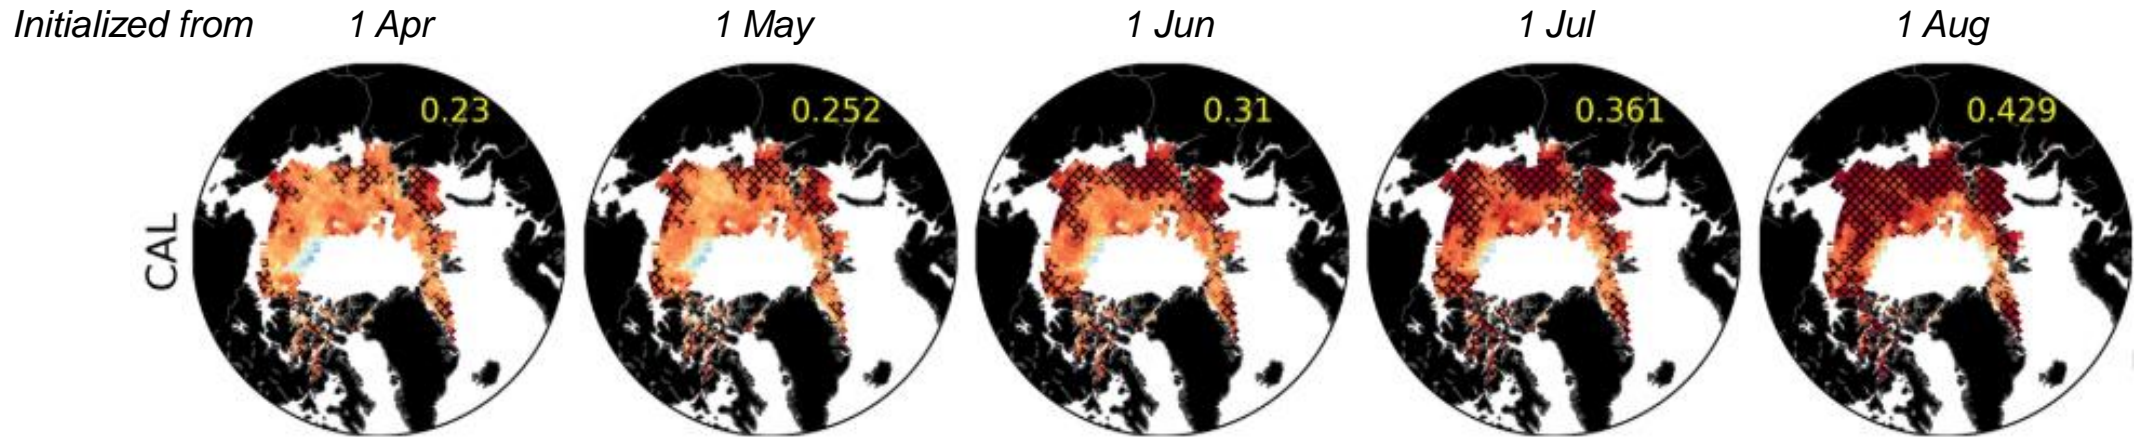 Initialized from 1 Apr 1 May 1 Jun 1 Jul 1 Aug
0.23 0.252 0.31 0.361 0.429
CAL